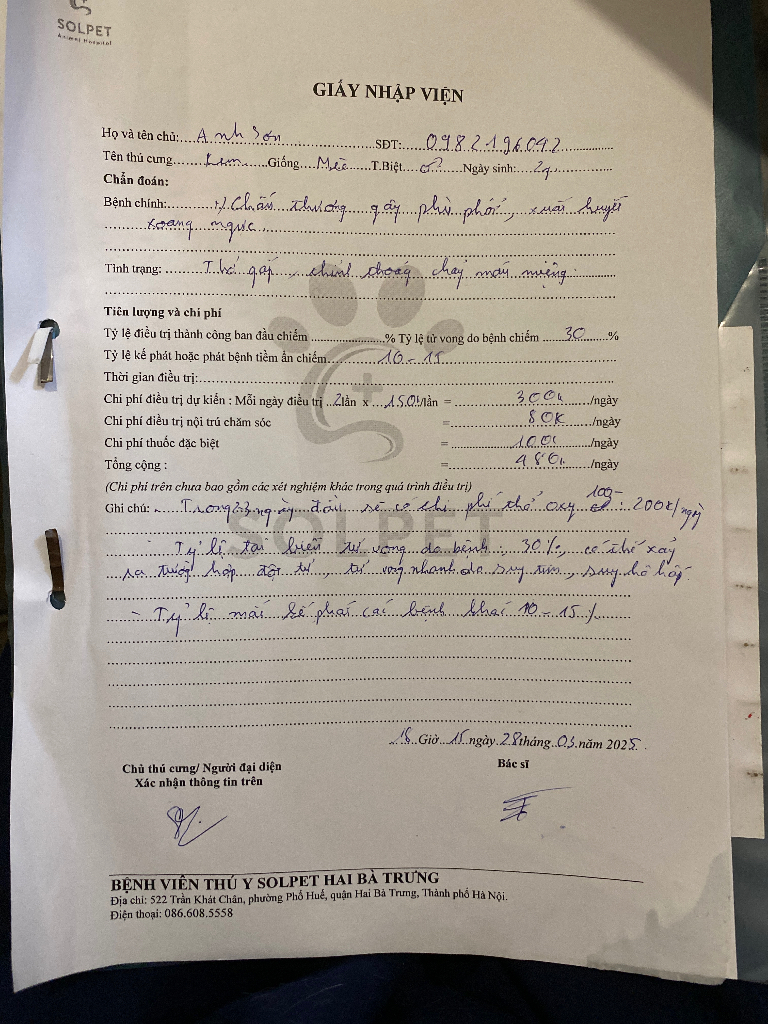 SOLPET
Animal Hospital
GIẤY NHẬP VIỆN
Họ và tên chủ: Anh Sơn SĐT: 0982196042
Tên thú cưng Kem Giống Mèo T.Biệt ♂ Ngày sinh: 2y
Chẩn đoán:
Bệnh chính: Chấn thương gây phù phổi, xuất huyết
xoang ngực
Tình trạng: Thở gấp, chảy máu miệng
Tiên lượng và chi phí
Tỷ lệ điều trị thành công ban đầu chiếm % Tỷ lệ tử vong do bệnh chiếm 30 %
Tỷ lệ kế phát hoặc phát bệnh tiềm ẩn chiếm 10 - 15
Thời gian điều trị:
Chi phí điều trị dự kiến : Mỗi ngày điều trị 2 lần x 150k/lần = 300k /ngày
Chi phí điều trị nội trú chăm sóc = 80K /ngày
Chi phí thuốc đặc biệt = 100k /ngày
Tổng cộng : = 480k /ngày
(Chi phí trên chưa bao gồm các xét nghiệm khác trong quá trình điều trị)
Ghi chú: Trong 2-3 ngày đầu sẽ có chi phí thở oxy 100- 200k/ngày
Tỷ lệ tai biến tử vong do bệnh: 30%, có thể xảy
ra trường hợp đột tử, tử vong nhanh do suy tim, suy hô hấp.
- Tỷ lệ mắc kế phát các bệnh khác 10 - 15 %
16 Giờ 15 ngày 28 tháng 03 năm 2025.
Chủ thú cưng/ Người đại diện
Xác nhận thông tin trên
Bác sĩ
SOLPET
BỆNH VIỆN THÚ Y SOLPET HAI BÀ TRƯNG
Địa chỉ: 522 Trần Khát Chân, phường Phố Huế, quận Hai Bà Trưng, Thành phố Hà Nội.
Điện thoại: 086.608.5558